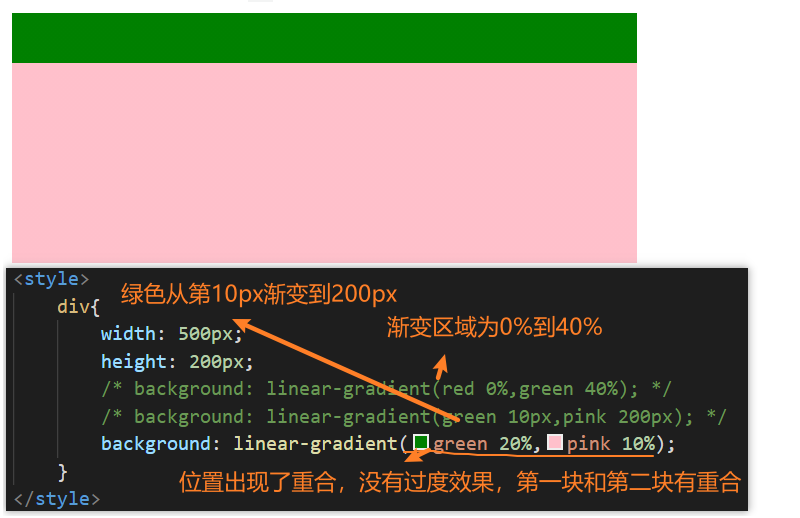 <style>
绿色从第10px渐变到200px
div{
渐变区域为0%到40%
width: 500px;
height: 200px;
/* background: linear-gradient(red 0%,green 40%); */
/* background: linear-gradient(green 10px,pink 200px); */
background: linear-gradient(green 20%,pink 10%);
}
位置出现了重合，没有过度效果，第一块和第二块有重合
</style>